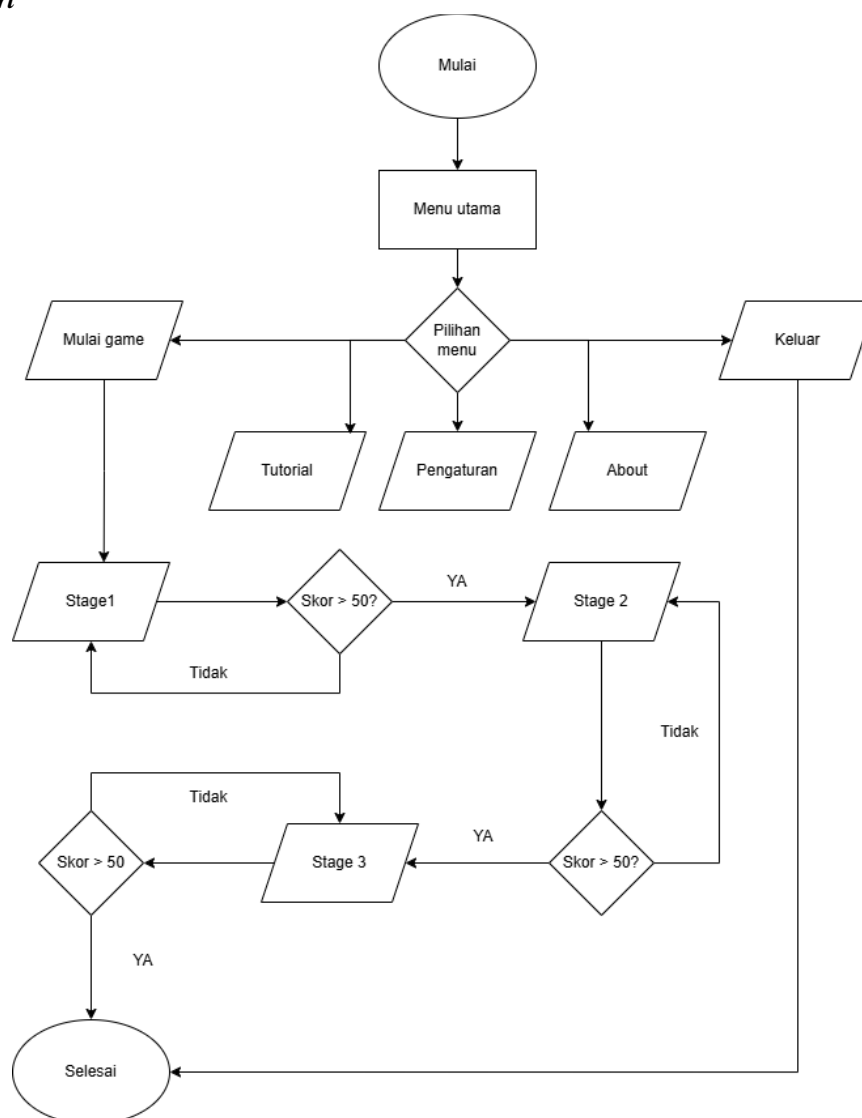 n
Mulai
Menu utama
Pilihan
menu
Mulai game
Keluar
Tutorial
Pengaturan
About
Stage1
Skor > 50?
YA
Stage 2
Tidak
Tidak
Tidak
Skor > 50
Stage 3
YA
Skor > 50?
YA
Selesai